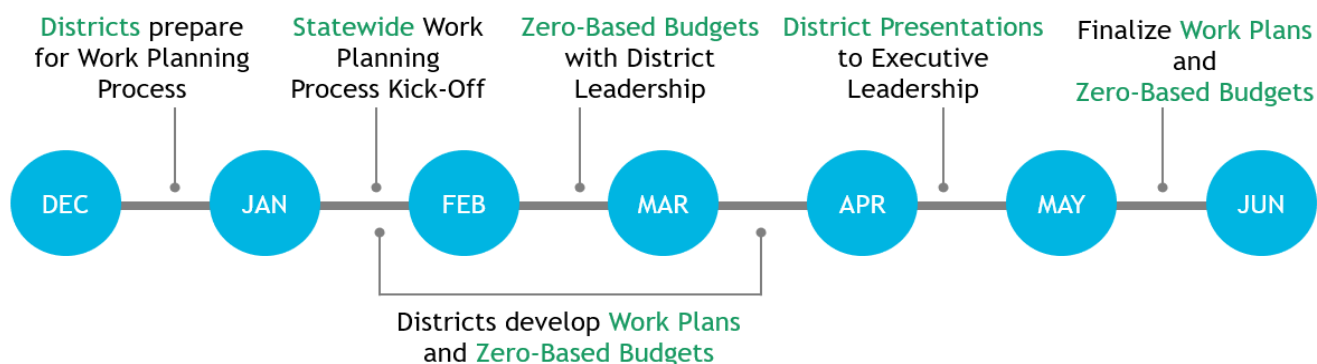 Districts prepare
for Work Planning
Process
Statewide Work
Planning
Process Kick-Off
Zero-Based Budgets
with District
Leadership
District Presentations
to Executive
Leadership
Finalize Work Plans
and
Zero-Based Budgets
DEC
JAN
FEB
MAR
APR
MAY
JUN
Districts develop Work Plans
and Zero-Based Budgets